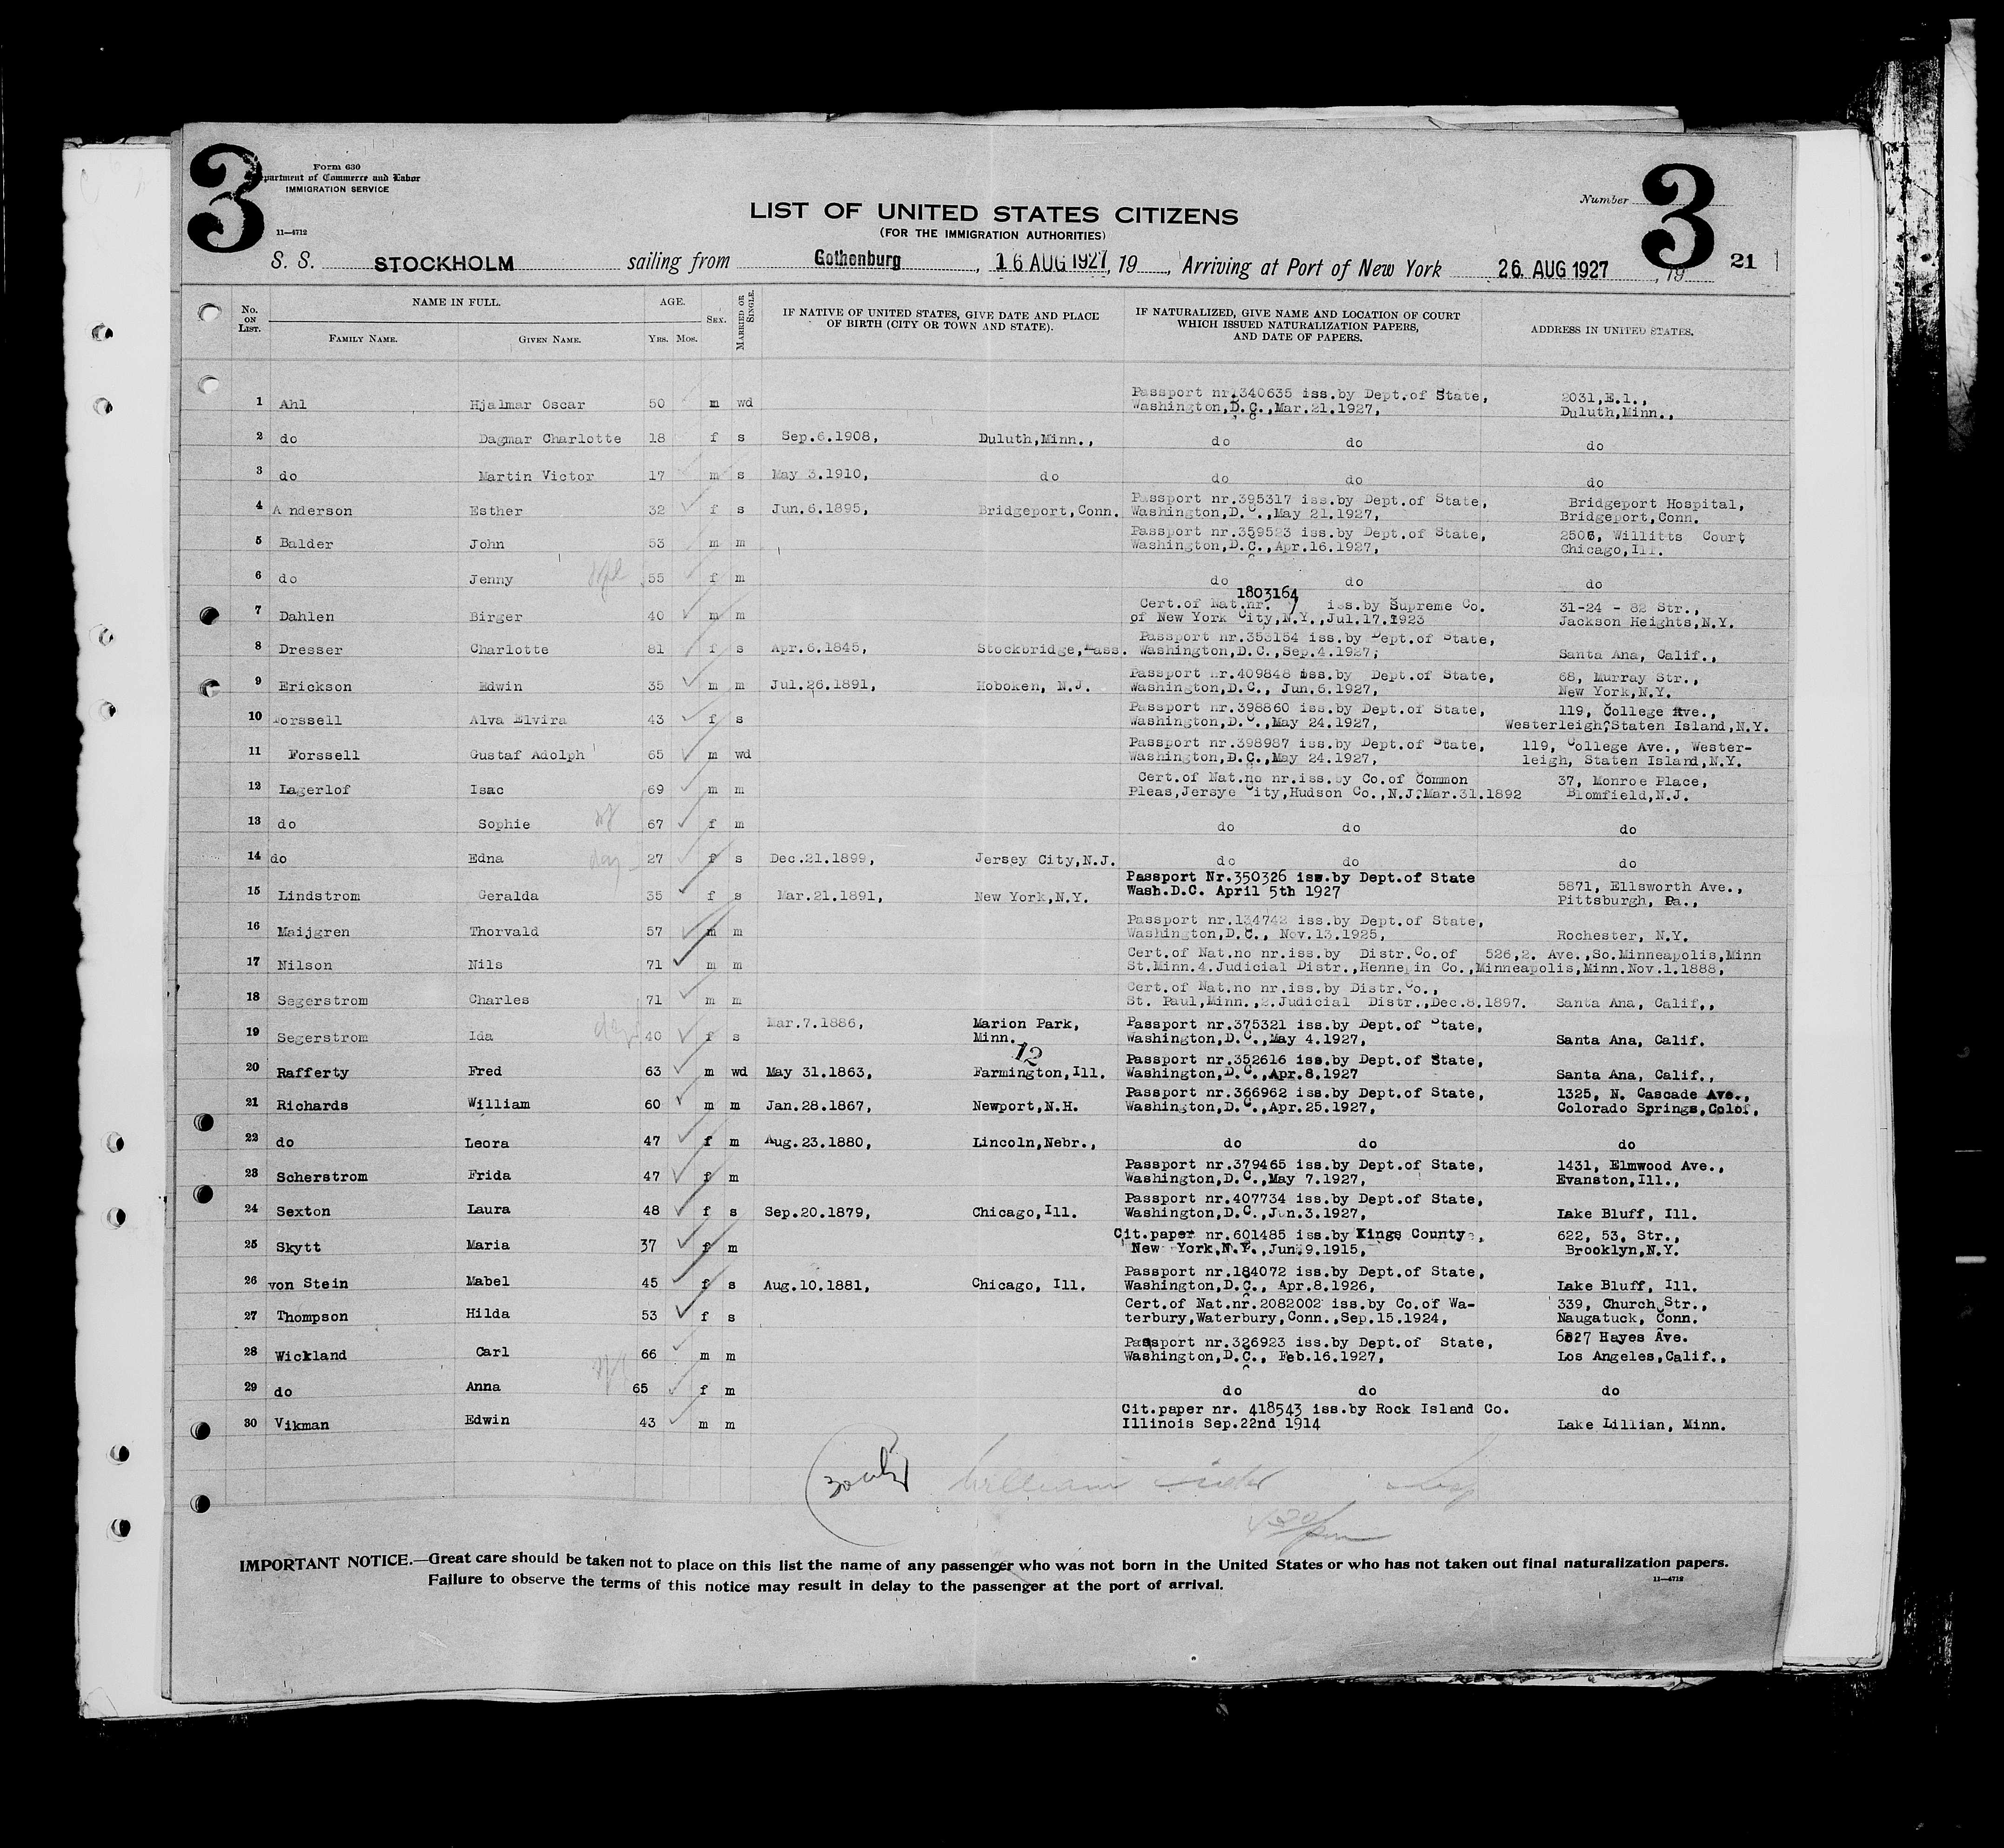 3
Form 630
partment of Commerce and Labor
IMMIGRATION SERVICE
11—4712
LIST OF UNITED STATES CITIZENS
(FOR THE IMMIGRATION AUTHORITIES)
Number 3
21
S. S. STOCKHOLM sailing from Gothenburg, 16 AUG 1927, 19 , Arriving at Port of New York 26. AUG 1927, 19
No. ON LIST. NAME IN FULL. FAMILY NAME. GIVEN NAME. AGE. YRS. MOS. SEX. MARRIED OR SINGLE. IF NATIVE OF UNITED STATES, GIVE DATE AND PLACE OF BIRTH (CITY OR TOWN AND STATE). IF NATURALIZED, GIVE NAME AND LOCATION OF COURT WHICH ISSUED NATURALIZATION PAPERS, AND DATE OF PAPERS. ADDRESS IN UNITED STATES.
1 Ahl Hjalmar Oscar 50 m wd Passport nr.340635 iss.by Dept.of State, Washington,D.C.,Mar.21.1927, 2031,E.1., Duluth,Minn.,
2 do Dagmar Charlotte 18 f s Sep.6.1908, Duluth,Minn., do do do
3 do Martin Victor 17 m s May 3.1910, do do do do
4 Anderson Esther 32 f s Jun.6.1895, Bridgeport,Conn. Passport nr.395317 iss.by Dept.of State, Washington,D.C.,May 21.1927, Bridgeport Hospital, Bridgeport,Conn.
5 Balder John 53 m m Passport nr.359523 iss.by Dept.of State, Washington,D.C.,Apr.16.1927, 2506, Willitts Court, Chicago,Ill.
6 do Jenny 55 f m do do do
7 Dahlen Birger 40 m m Cert.of Nat.nr. 1803164 iss.by Supreme Co. of New York City,N.Y.,Jul.17.1923 31-24 - 82 Str., Jackson Heights,N.Y.
8 Dresser Charlotte 81 f s Apr.6.1845, Stockbridge,Mass. Passport nr.353154 iss.by Dept.of State, Washington,D.C.,Sep.4.1927, Santa Ana, Calif.,
9 Erickson Edwin 35 m m Jul.26.1891, Hoboken, N.J. Passport nr.409848 iss.by Dept.of State, Washington,D.C., Jun.6.1927, 68, Murray Str., New York,N.Y.
10 Forssell Alva Elvira 43 f s Passport nr.398860 iss.by Dept.of State, Washington,D.C.,May 24.1927, 119, College Ave., Westerleigh,Staten Island,N.Y.
11 Forssell Gustaf Adolph 65 m wd Passport nr.398987 iss.by Dept.of State, Washington,D.C.,May 24.1927, 119, College Ave., Wester- leigh, Staten Island,N.Y.
12 Lagerlof Isac 69 m m Cert.of Nat.no nr.iss.by Co.of Common Pleas,Jersye City,Hudson Co.,N.J.Mar.31.1892 37, Monroe Place, Blomfield,N.J.
13 do Sophie 67 f m do do do
14 do Edna 27 f s Dec.21.1899, Jersey City,N.J. do do do
15 Lindstrom Geralda 35 f s Mar.21.1891, New York,N.Y. Passport Nr.350326 iss.by Dept.of State Wash.D.C. April 5th 1927 5871, Ellsworth Ave., Pittsburgh, Pa.,
16 Maijgren Thorvald 57 m m Passport nr.134742 iss.by Dept.of State, Washington,D.C., Nov.13.1925, Rochester, N.Y.
17 Nilson Nils 71 m m Cert.of Nat.no nr.iss.by Distr.Co.of St.Minn.4.Judicial Distr.,Hennepin Co.,Minneapolis,Minn.Nov.1.1888, 526,2. Ave.,So.Minneapolis,Minn
18 Segerstrom Charles 71 m m Cert.of Nat.no nr.iss.by Distr.Co., St. Paul,Minn.,2.Judicial Distr.,Dec.8.1897. Santa Ana, Calif,,
19 Segerstrom Ida 40 f s Mar.7.1886, Marion Park, Minn. Passport nr.375321 iss.by Dept.of State, Washington,D.C.,May 4.1927, Santa Ana, Calif.
20 Rafferty Fred 63 m wd May 31.1863, 12 Farmington,Ill. Passport nr.352616 iss.by Dept.of State, Washington,D.C.,Apr.8.1927 Santa Ana, Calif.,
21 Richards William 60 m m Jan.28.1867, Newport,N.H. Passport nr.366962 iss.by Dept.of State, Washington,D.C.,Apr.25.1927, 1325, N. Cascade Ave., Colorado Springs,Colo.,
22 do Leora 47 f m Aug.23.1880, Lincoln,Nebr., do do do
23 Scherstrom Frida 47 f m Passport nr.379465 iss.by Dept.of State, Washington,D.C.,May 7.1927, 1431, Elmwood Ave., Evanston,Ill.,
24 Sexton Laura 48 f s Sep.20.1879, Chicago,Ill. Passport nr.407734 iss.by Dept.of State, Washington,D.C.,Jun.3.1927, Lake Bluff, Ill.
25 Skytt Maria 37 f m Cit.paper nr.601485 iss.by Kings County, New York,N.Y.,Jun.9.1915, 622, 53, Str., Brooklyn,N.Y.
26 von Stein Mabel 45 f s Aug.10.1881, Chicago, Ill. Passport nr.184072 iss.by Dept.of State, Washington,D.C., Apr.8.1926, Lake Bluff, Ill.
27 Thompson Hilda 53 f s Cert.of Nat.nr.2082002 iss.by Co.of Wa- terbury,Waterbury,Conn.,Sep.15.1924, 339, Church Str., Naugatuck, Conn.
28 Wickland Carl 66 m m Passport nr.326923 iss.by Dept.of State, Washington,D.C., Feb.16.1927, 6827 Hayes Ave. Los Angeles,Calif.,
29 do Anna 65 f m do do do
30 Vikman Edwin 43 m m Cit.paper nr. 418543 iss.by Rock Island Co. Illinois Sep.22nd 1914 Lake Lillian, Minn.
William
IMPORTANT NOTICE.—Great care should be taken not to place on this list the name of any passenger who was not born in the United States or who has not taken out final naturalization papers.
Failure to observe the terms of this notice may result in delay to the passenger at the port of arrival.
11—4712